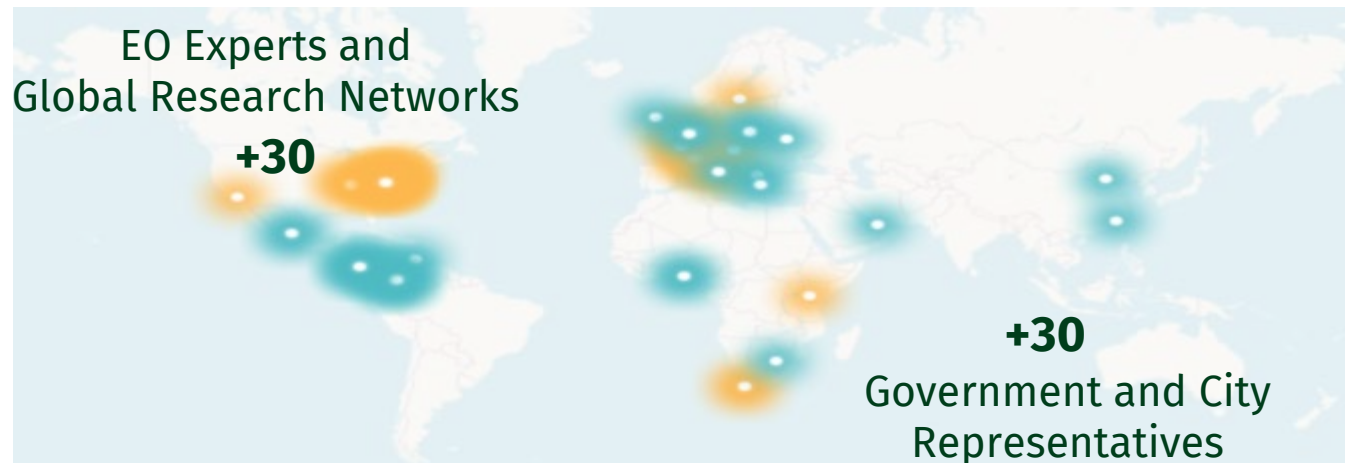 EO Experts and
Global Research Networks
+30
+30
Government and City
Representatives